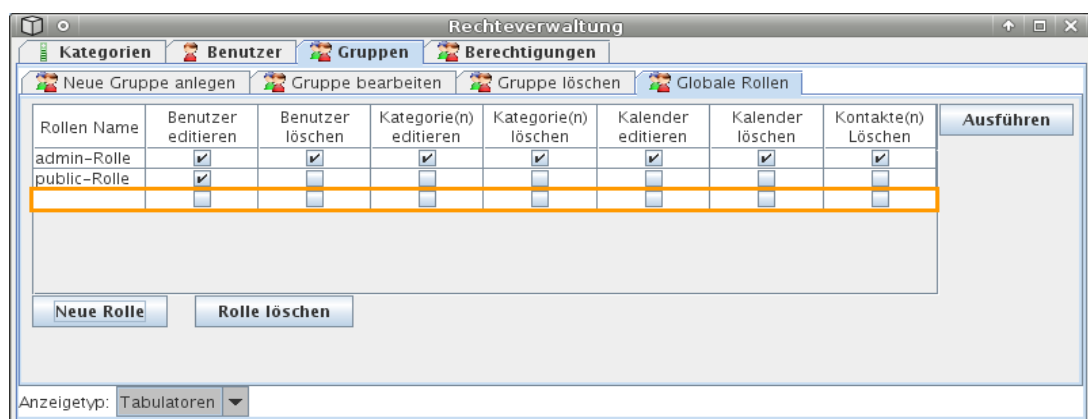 Rechteverwaltung
Kategorien Benutzer Gruppen Berechtigungen
Neue Gruppe anlegen Gruppe bearbeiten Gruppe löschen Globale Rollen
Rollen Name Benutzer editieren Benutzer löschen Kategorie(n) editieren Kategorie(n) löschen Kalender editieren Kalender löschen Kontakte(n) Löschen Ausführen
admin-Rolle
public-Rolle
Neue Rolle Rolle löschen
Anzeigetyp: Tabulatoren